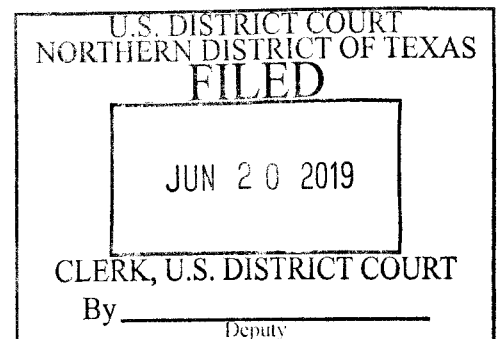 U.S. DISTRICT COURT
NORTHERN DISTRICT OF TEXAS
FILED
JUN 20 2019
CLERK, U.S. DISTRICT COURT
By
Deputy